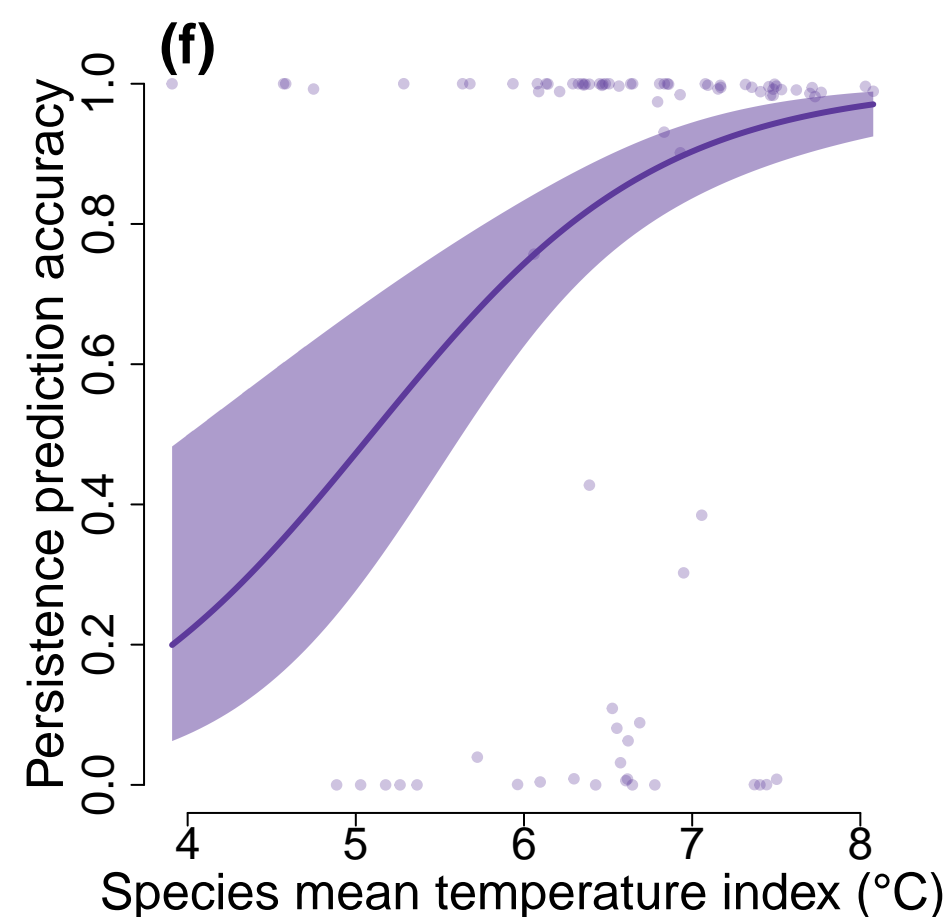 (f)
Persistence prediction accuracy
1.0
0.8
0.6
0.4
0.2
0.0
4 5 6 7 8
Species mean temperature index (°C)